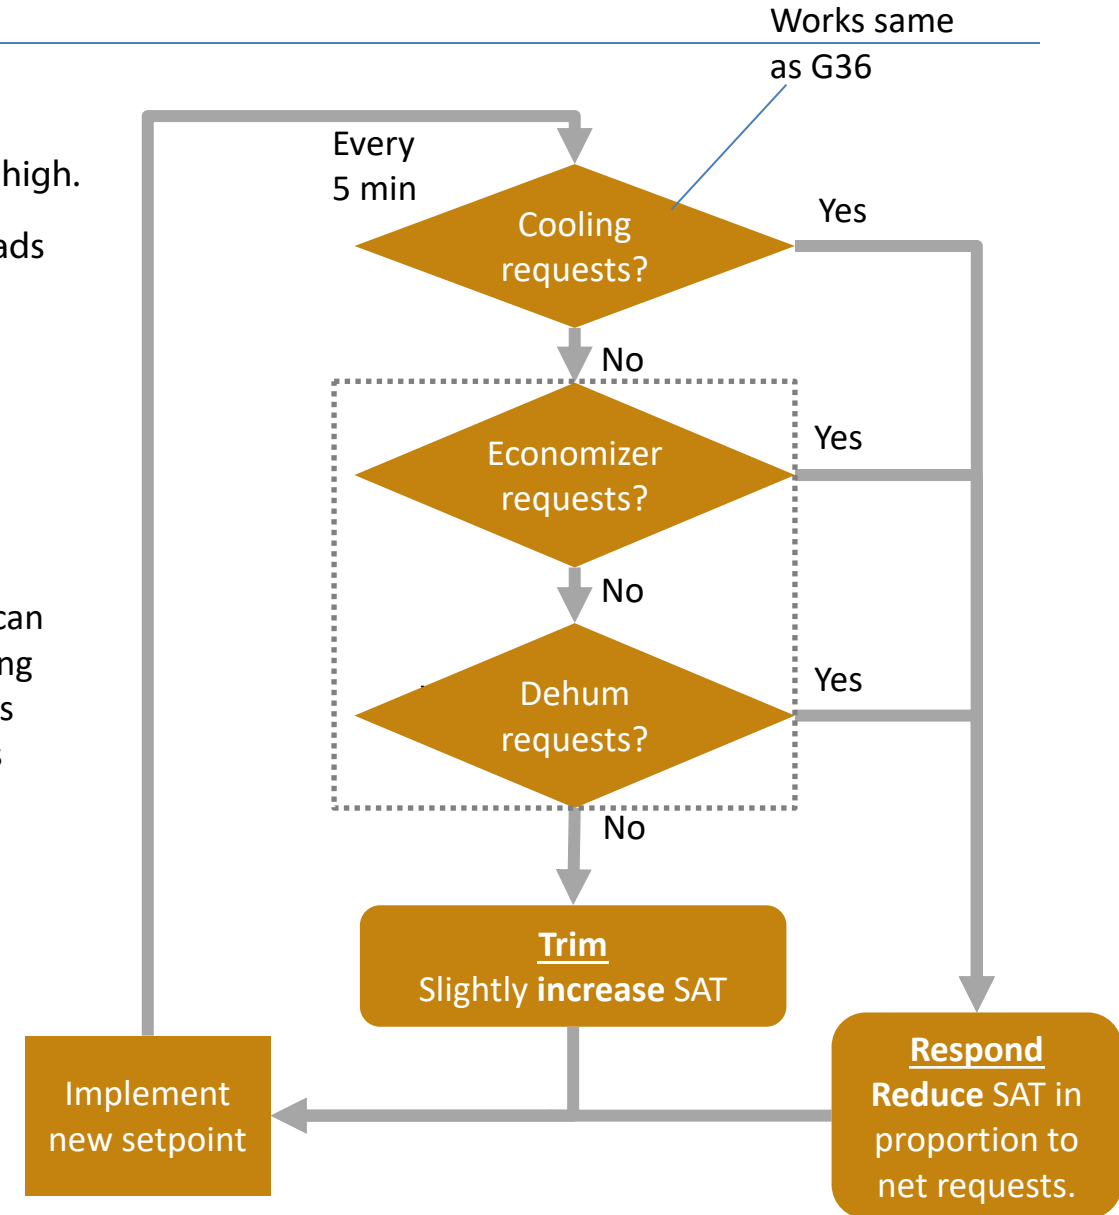 Works same
as G36
high.
ads
can
ng
s
s
Every
5 min
Cooling
requests?
Yes
No
Economizer
requests?
Yes
No
Dehum
requests?
Yes
No
Trim
Slightly increase SAT
Respond
Reduce SAT in
proportion to
net requests.
Implement
new setpoint